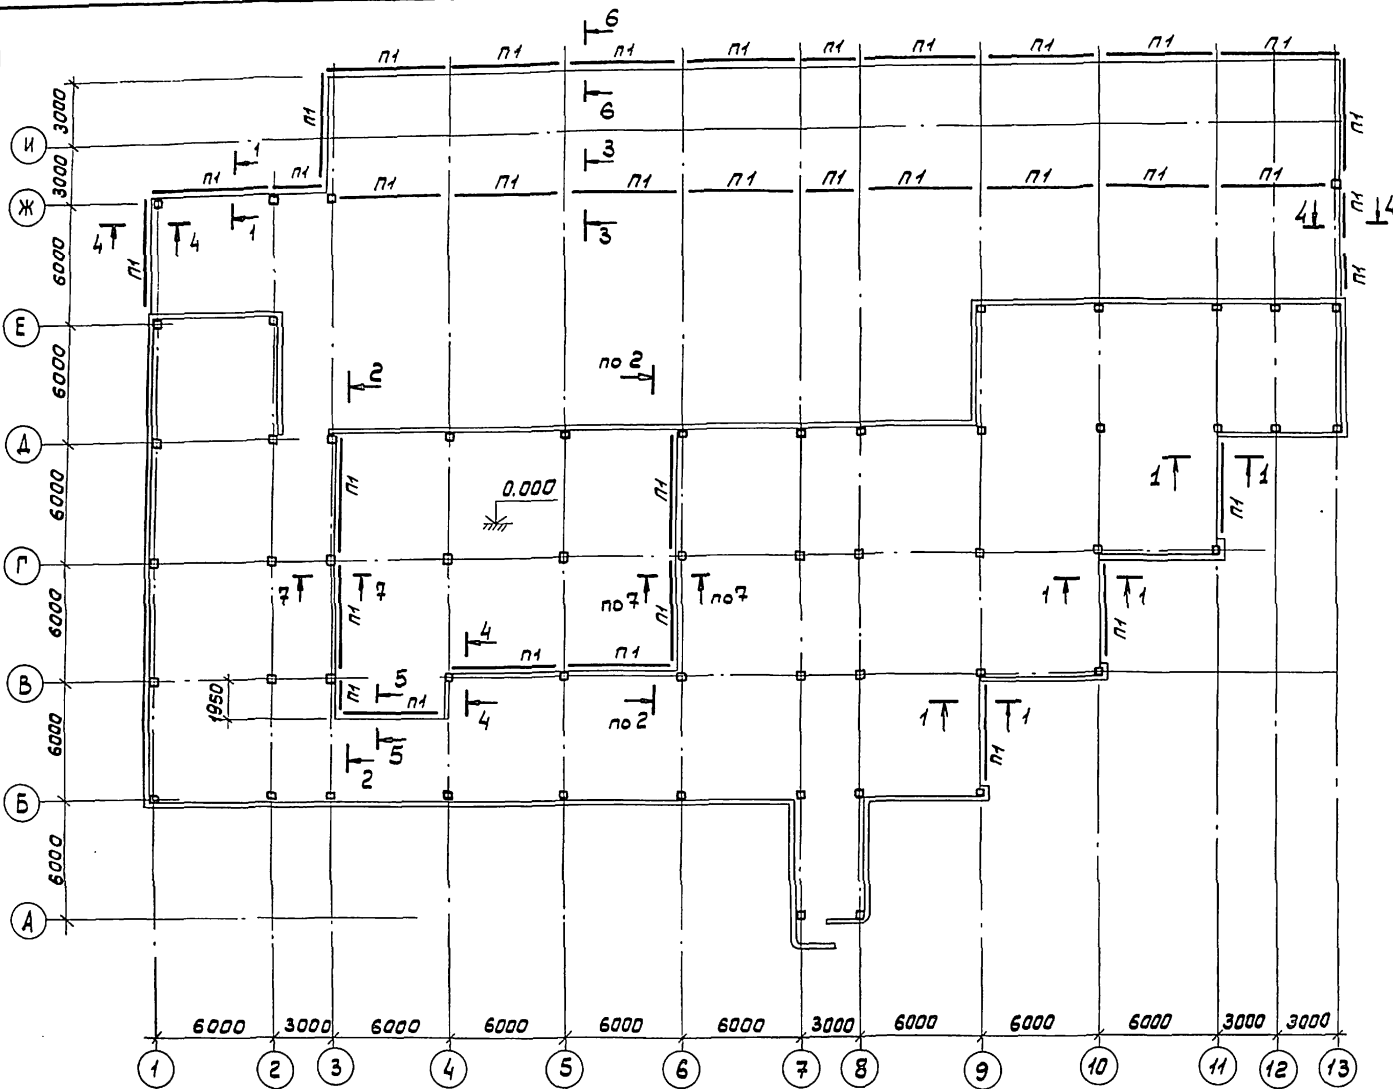 6
П1 П1 П1 П1 П1 П1 П1 П1 П1
6
3000
П1
П1
И
1
3
3000
П1 П1
П1 П1 П1 П1 П1 П1 П1 П1 П1
П1
Ж
4 4
1
3
4 4
6000
П1
П1
Е
6000
2
по 2
Д
6000
П1
0.000
П1
1 1
П1
Г
7 7
по 7 по 7
1 1
6000
П1
П1
П1
4
П1 П1
В
1950
П1
5
П1
4
по 2
1 1
6000
5
2
П1
Б
6000
А
6000 3000 6000 6000 6000 6000 3000 6000 6000 6000 3000 3000
1 2 3 4 5 6 7 8 9 10 11 12 13